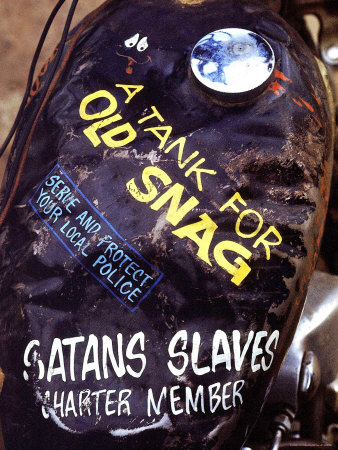 A TANK FOR
OLD SNAG
SERVE AND PROTECT
YOUR LOCAL POLICE
SATANS SLAVES
CHARTER MEMBER